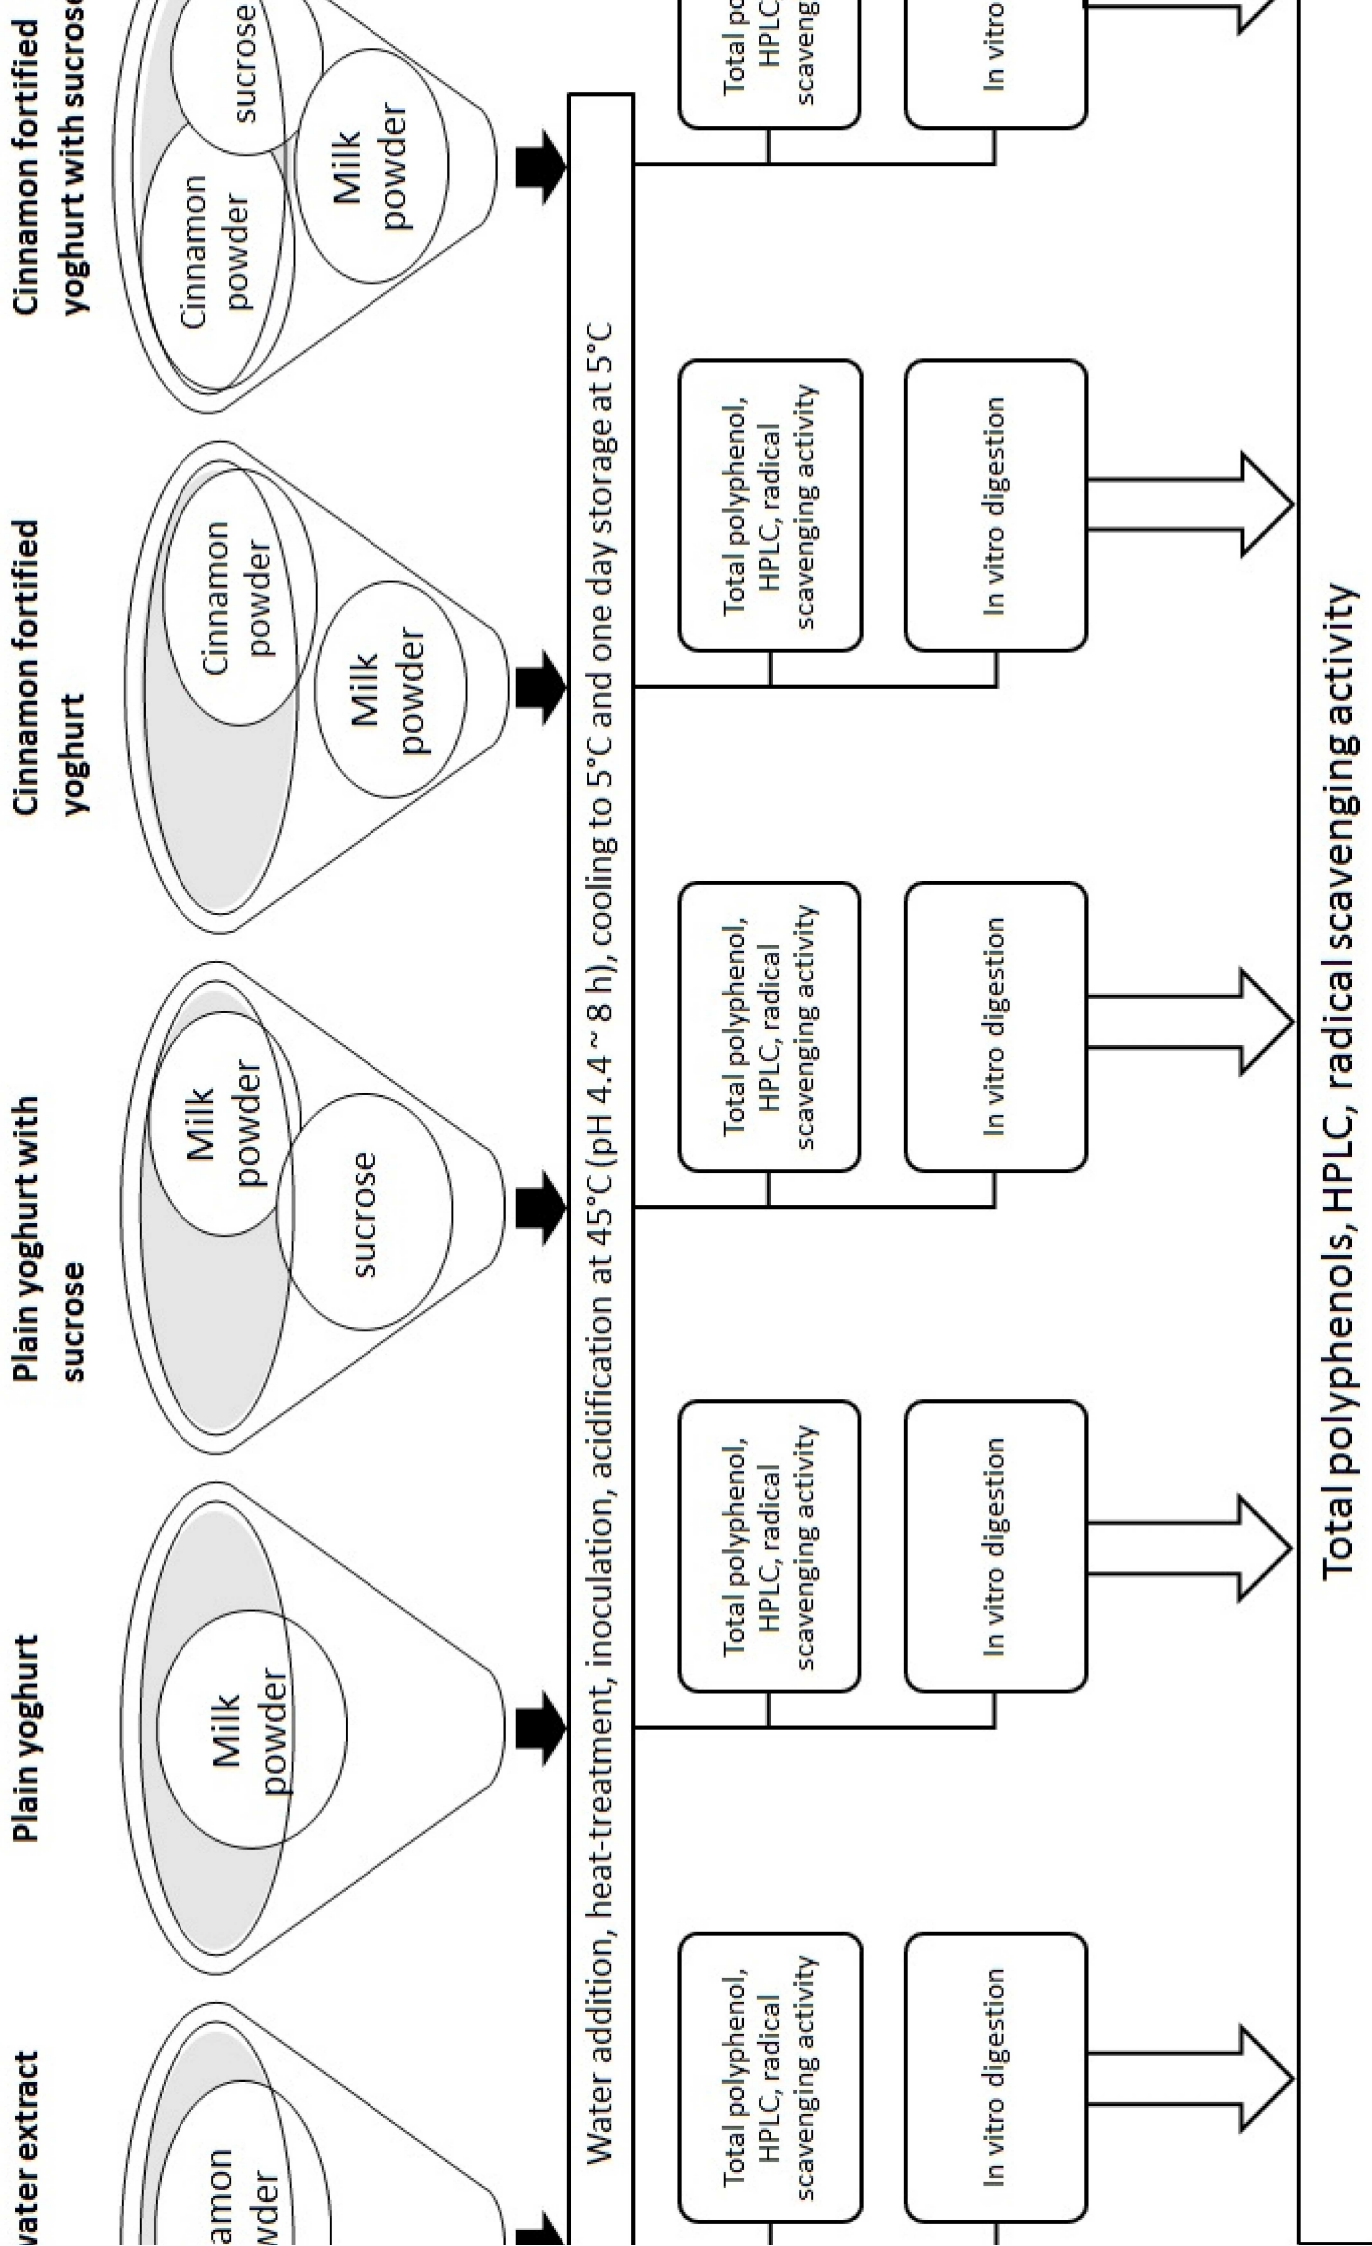 water extract
Plain yoghurt
Plain yoghurt with
sucrose
Cinnamon fortified
yoghurt
Cinnamon fortified
yoghurt with sucrose
amon
wder
Milk
powder
Milk
powder
sucrose
Cinnamon
powder
Milk
powder
Cinnamon
powder
sucrose
Milk
powder
Water addition, heat-treatment, inoculation, acidification at 45°C (pH 4.4 ~ 8 h), cooling to 5°C and one day storage at 5°C
Total polyphenol,
HPLC, radical
scavenging activity
Total polyphenol,
HPLC, radical
scavenging activity
Total polyphenol,
HPLC, radical
scavenging activity
Total polyphenol,
HPLC, radical
scavenging activity
Total po
HPLC
scaveng
In vitro digestion
In vitro digestion
In vitro digestion
In vitro digestion
In vitro
Total polyphenols, HPLC, radical scavenging activity